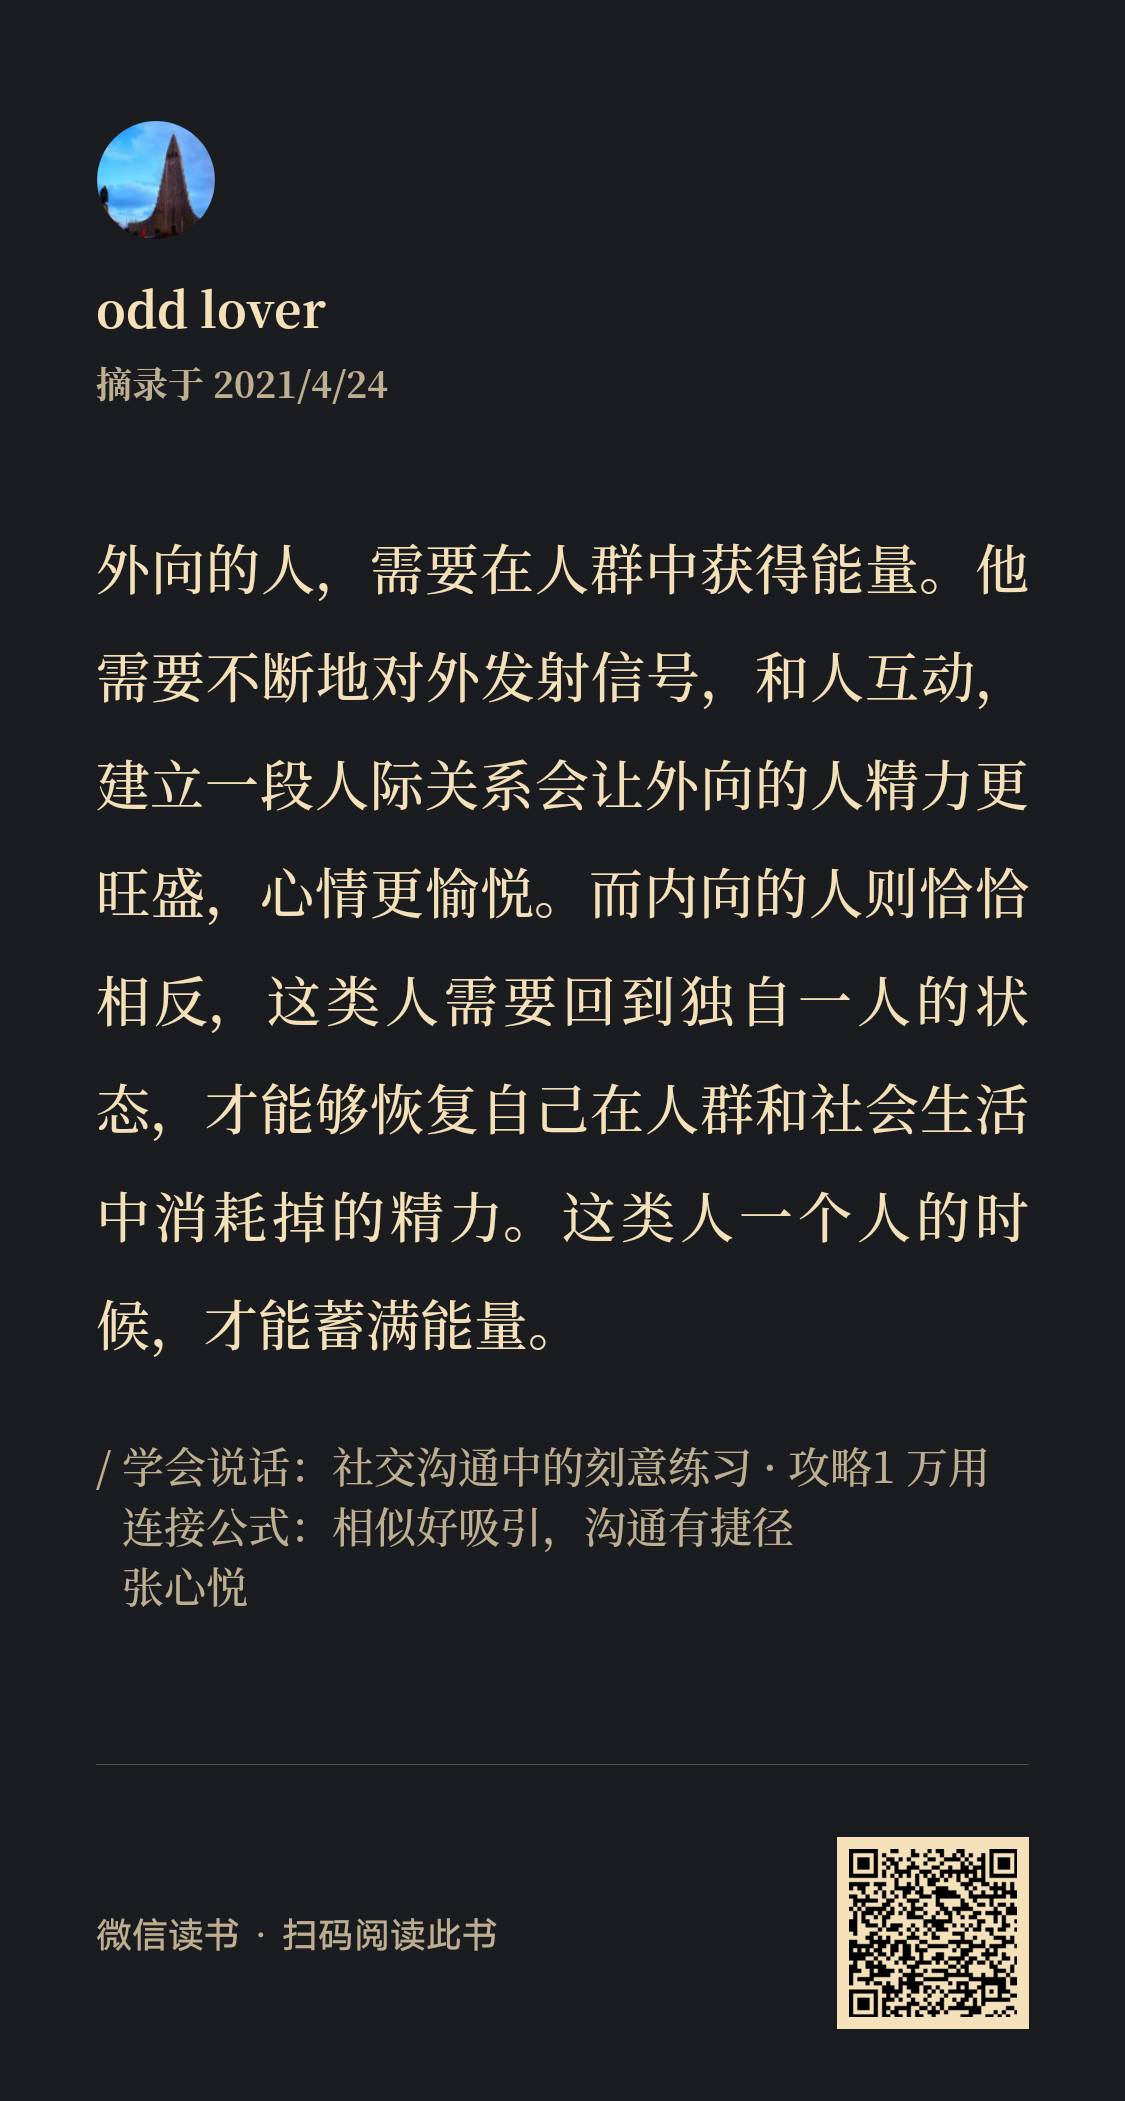 odd lover
摘录于 2021/4/24
外向的人，需要在人群中获得能量。他
需要不断地对外发射信号，和人互动，
建立一段人际关系会让外向的人精力更
旺盛，心情更愉悦。而内向的人则恰恰
相反，这类人需要回到独自一人的状
态，才能够恢复自己在人群和社会生活
中消耗掉的精力。这类人一个人的时
候，才能蓄满能量。
/ 学会说话：社交沟通中的刻意练习 · 攻略1 万用
连接公式：相似好吸引，沟通有捷径
张心悦
微信读书 · 扫码阅读此书